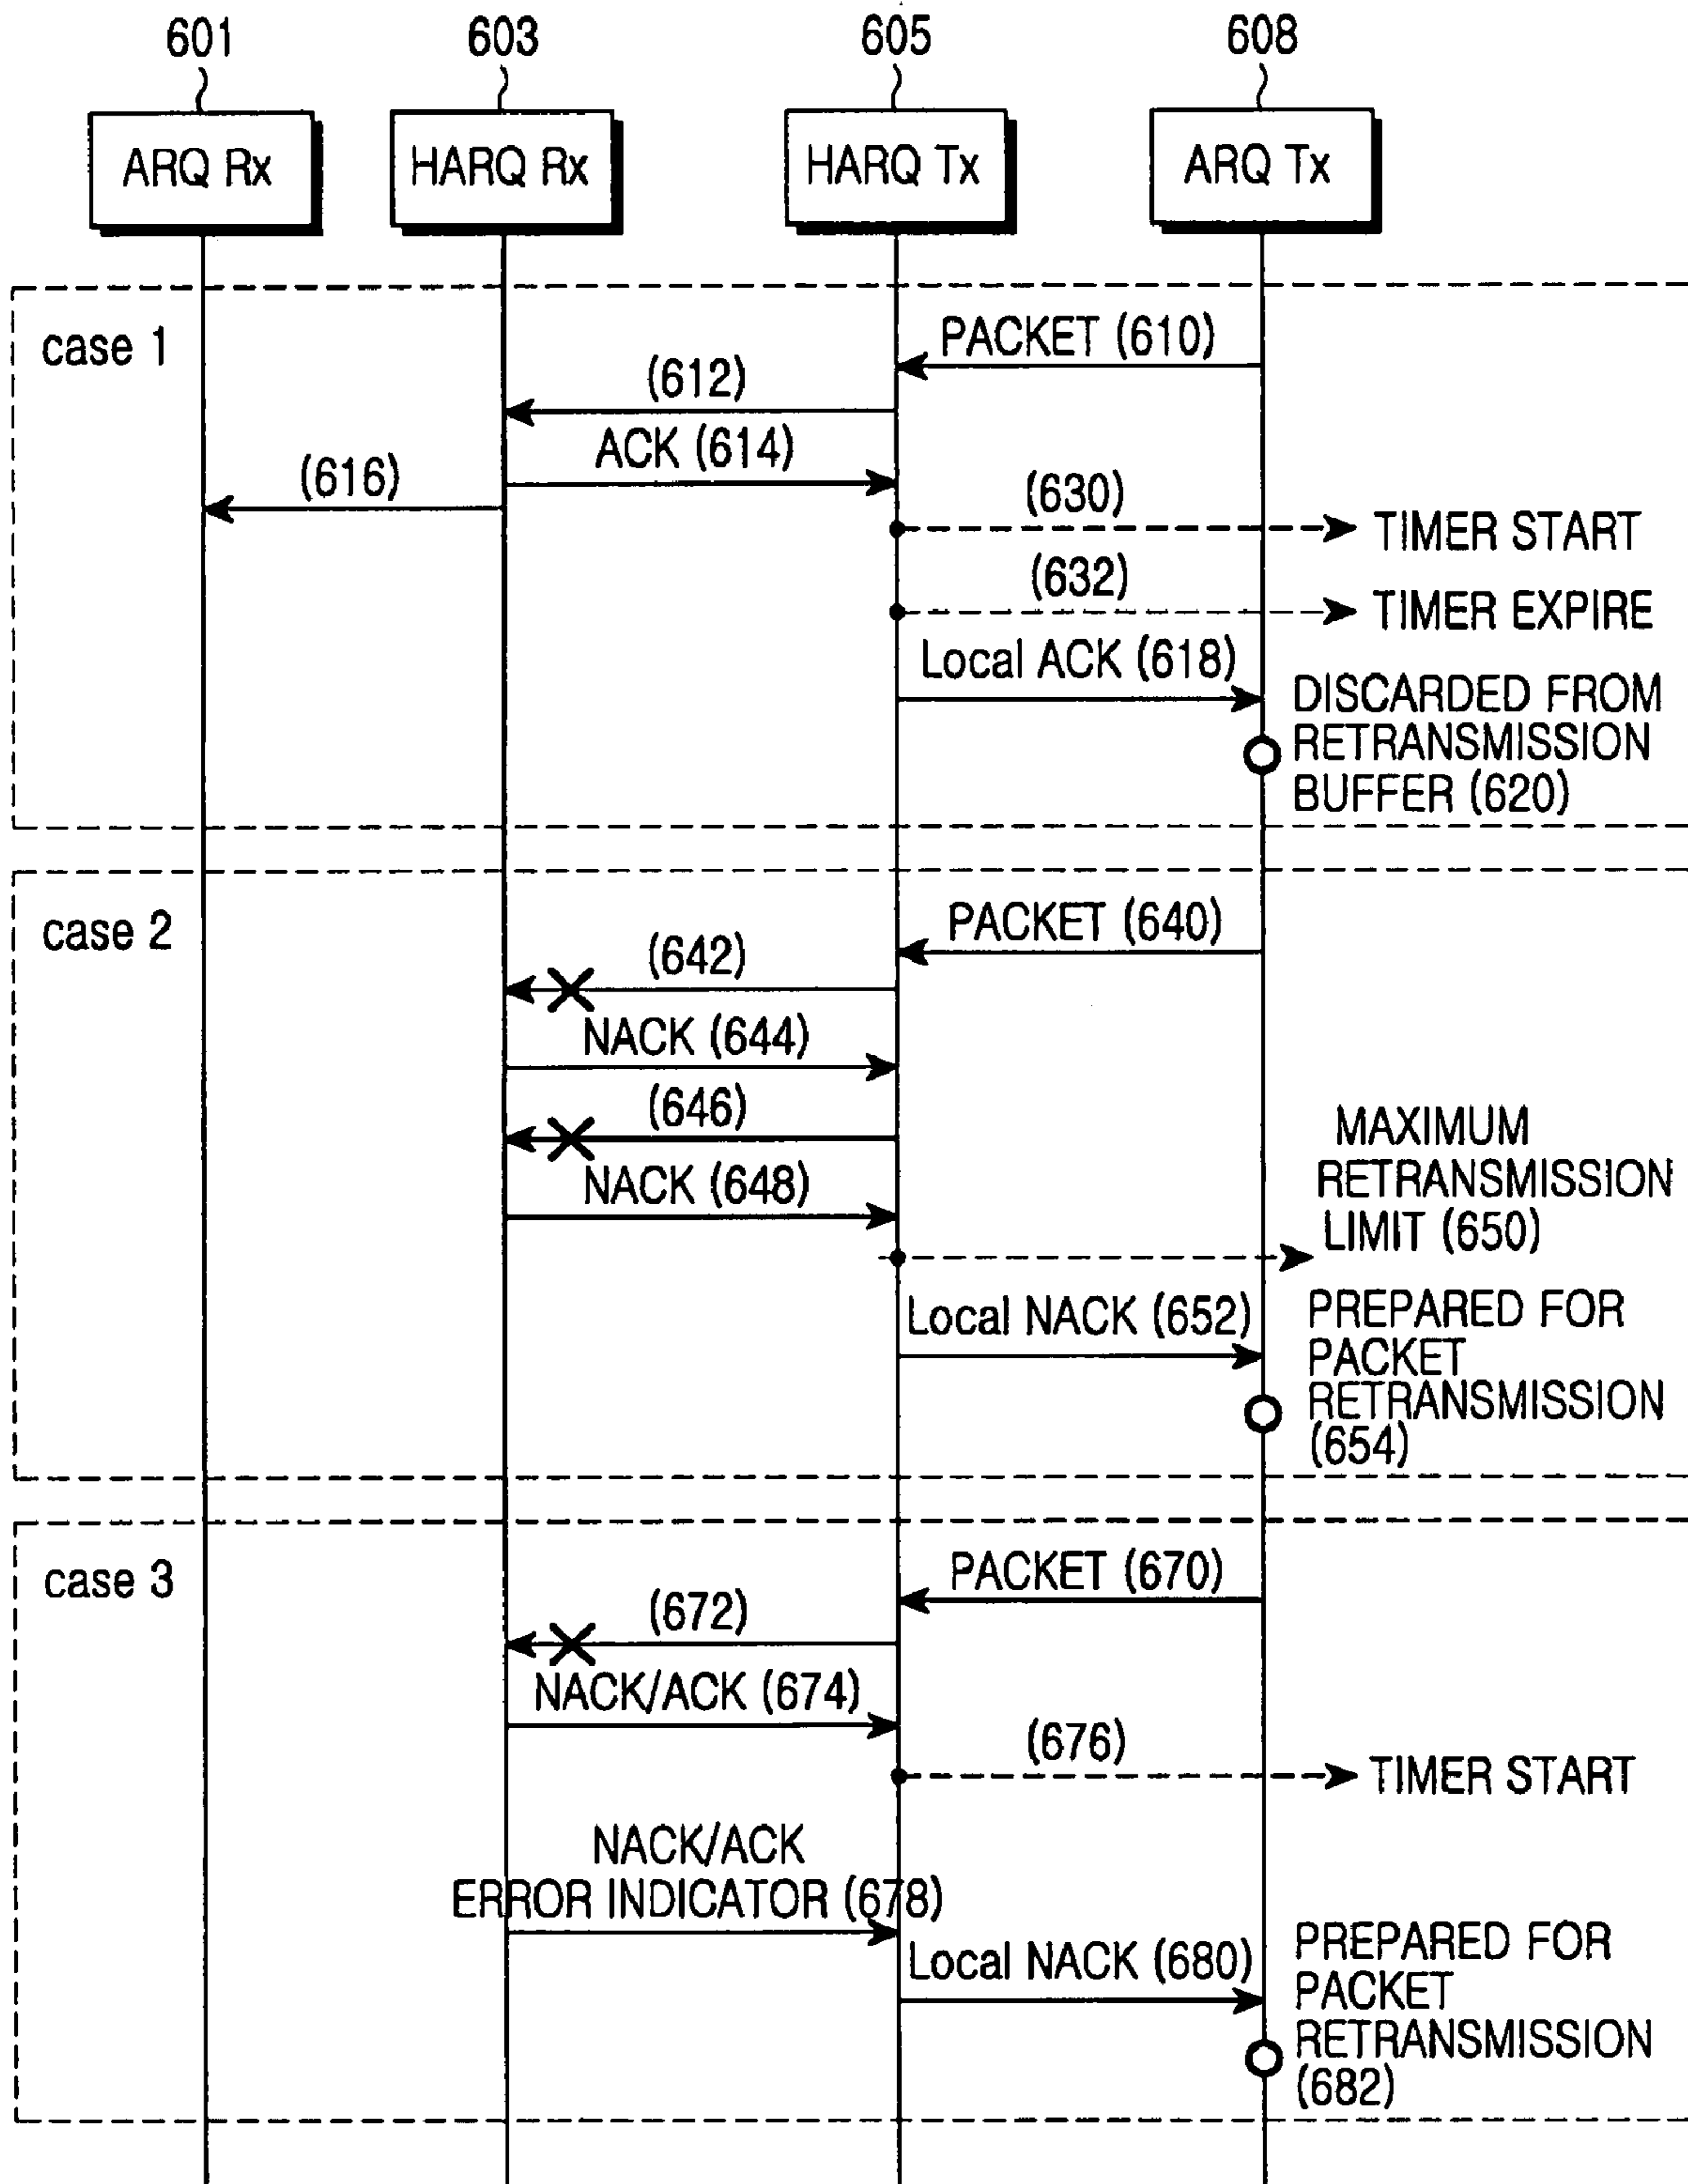 601
603
605
608
ARQ Rx
HARQ Rx
HARQ Tx
ARQ Tx
case 1
PACKET (610)
(612)
ACK (614)
(616)
(630)
TIMER START
(632)
TIMER EXPIRE
Local ACK (618)
DISCARDED FROM
RETRANSMISSION
BUFFER (620)
case 2
PACKET (640)
(642)
NACK (644)
(646)
NACK (648)
MAXIMUM
RETRANSMISSION
LIMIT (650)
Local NACK (652)
PREPARED FOR
PACKET
RETRANSMISSION
(654)
case 3
PACKET (670)
(672)
NACK/ACK (674)
(676)
TIMER START
NACK/ACK
ERROR INDICATOR (678)
Local NACK (680)
PREPARED FOR
PACKET
RETRANSMISSION
(682)